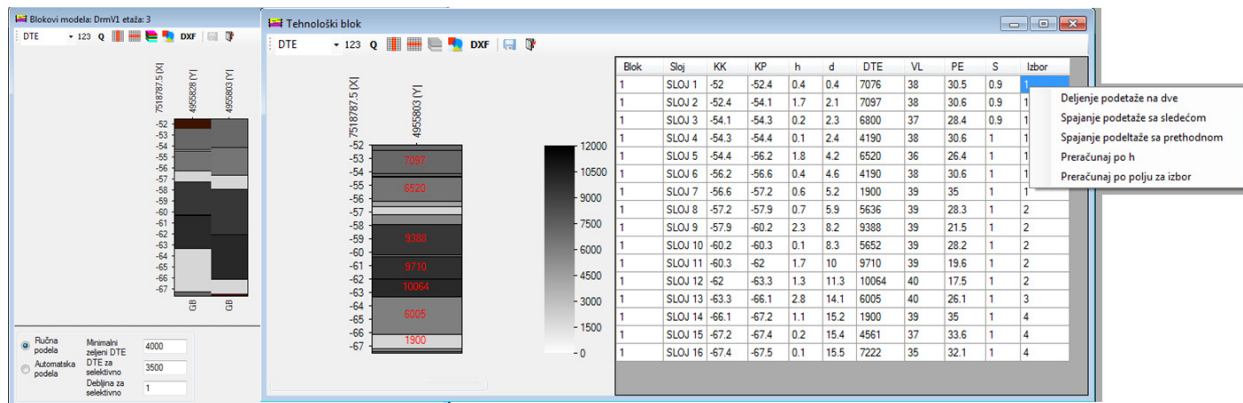 Blokovi modela: DrmV1 etaža: 3
DTE 123 Q DXF
7518787.5 [X]
4955828 [Y]
4955803 [Y]
-52
-53
-54
-55
-56
-57
-58
-59
-60
-61
-62
-63
-64
-65
-66
-67
GB
GB
Ručna podela
Automatska podela
Minimalni zeljeni DTE 4000
DTE za selektivno 3500
Debljina za selektivno 1
Tehnološki blok
DTE 123 Q DXF
7518787.5 [X]
4955803 [Y]
-52
-53
-54
-55
-56
-57
-58
-59
-60
-61
-62
-63
-64
-65
-66
-67
7097
6520
9388
9710
10064
6005
1900
12000
10500
9000
7500
6000
4500
3000
1500
0
Blok Sloj KK KP h d DTE VL PE S Izbor
1 SLOJ 1 -52 -52.4 0.4 0.4 7076 38 30.5 0.9 1
1 SLOJ 2 -52.4 -54.1 1.7 2.1 7097 38 30.6 0.9 1
1 SLOJ 3 -54.1 -54.3 0.2 2.3 6800 37 28.4 0.9 1
1 SLOJ 4 -54.3 -54.4 0.1 2.4 4190 38 30.6 1 1
1 SLOJ 5 -54.4 -56.2 1.8 4.2 6520 36 26.4 1 1
1 SLOJ 6 -56.2 -56.6 0.4 4.6 4190 38 30.6 1 1
1 SLOJ 7 -56.6 -57.2 0.6 5.2 1900 39 35 1 1
1 SLOJ 8 -57.2 -57.9 0.7 5.9 5636 39 28.3 1 2
1 SLOJ 9 -57.9 -60.2 2.3 8.2 9388 39 21.5 1 2
1 SLOJ 10 -60.2 -60.3 0.1 8.3 5652 39 28.2 1 2
1 SLOJ 11 -60.3 -62 1.7 10 9710 39 19.6 1 2
1 SLOJ 12 -62 -63.3 1.3 11.3 10064 40 17.5 1 2
1 SLOJ 13 -63.3 -66.1 2.8 14.1 6005 40 26.1 1 3
1 SLOJ 14 -66.1 -67.2 1.1 15.2 1900 39 35 1 4
1 SLOJ 15 -67.2 -67.4 0.2 15.4 4561 37 33.6 1 4
1 SLOJ 16 -67.4 -67.5 0.1 15.5 7222 35 32.1 1 4
Deljenje podetaže na dve
Spajanje podetaže sa sledećom
Spajanje podeltaže sa prethodnom
Preračunaj po h
Preračunaj po polju za izbor